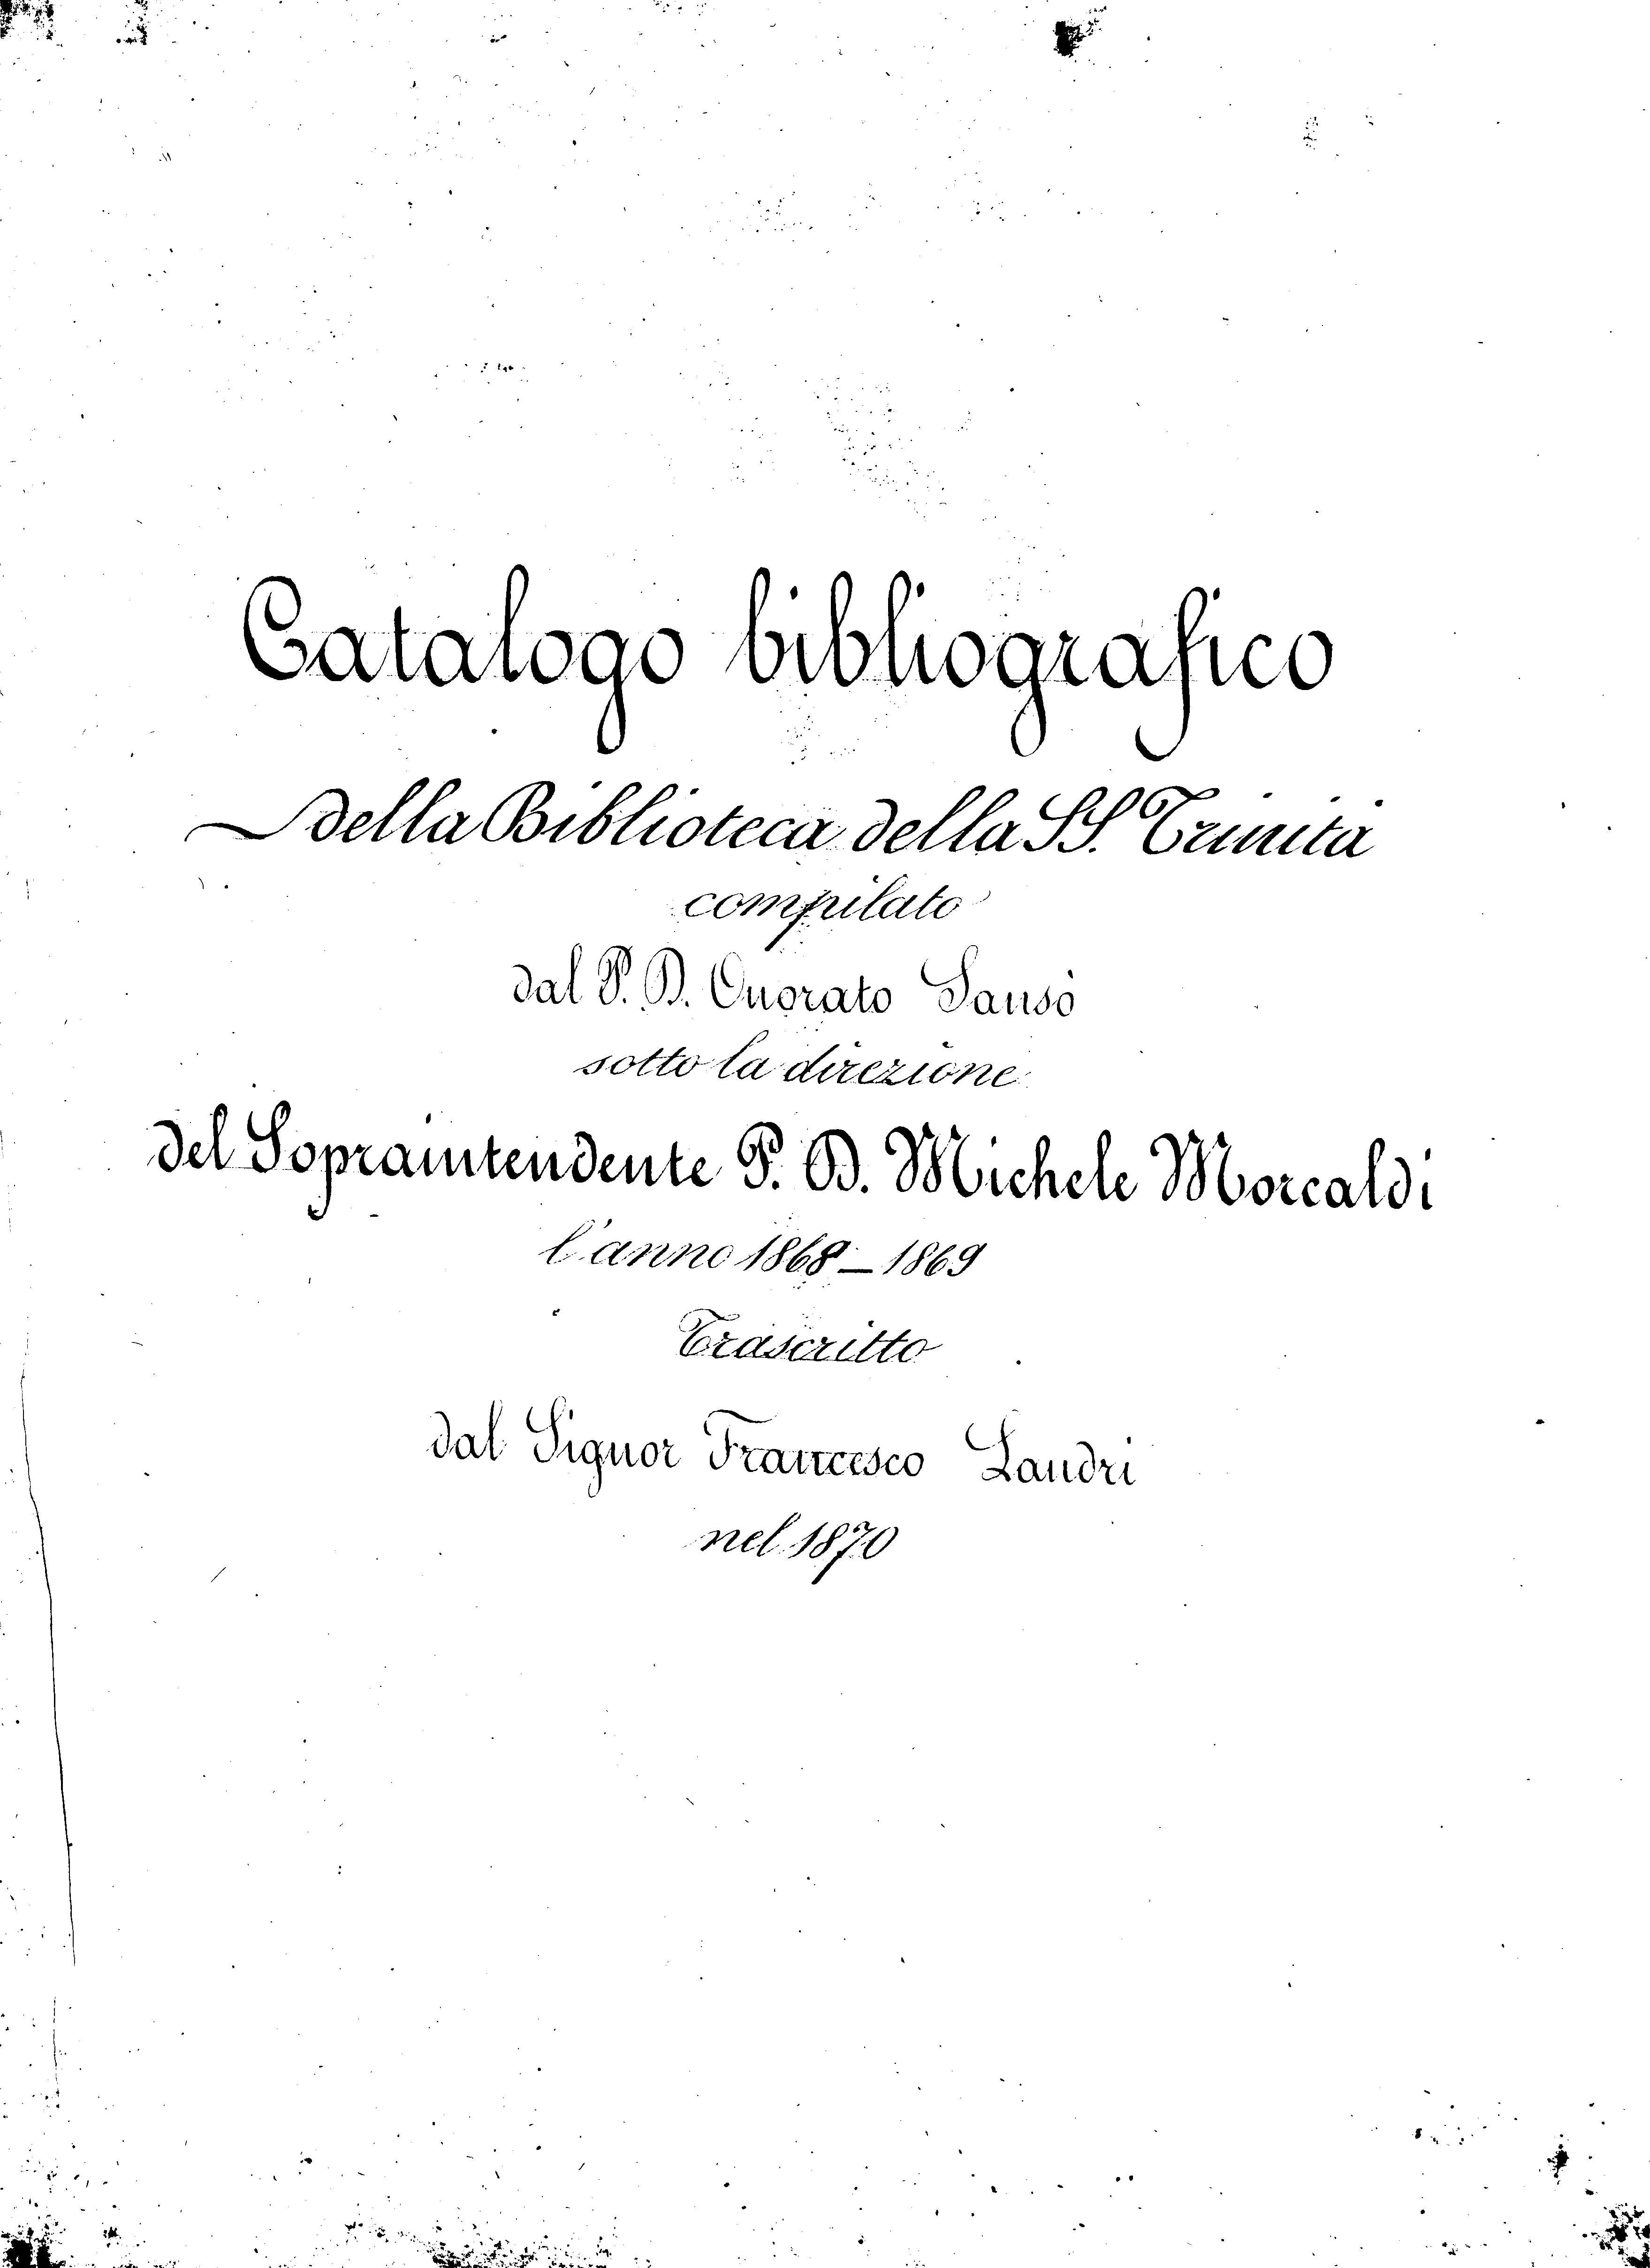 Catalogo bibliografico
della Biblioteca della SS. Trinità
compilato
dal P. B. Onorato Sansò
sotto la direzione
del Sopraintendente P. B. Michele Morcaldi
l'anno 1868 – 1869
Trascritto
dal Signor Francesco Landri
nel 1870